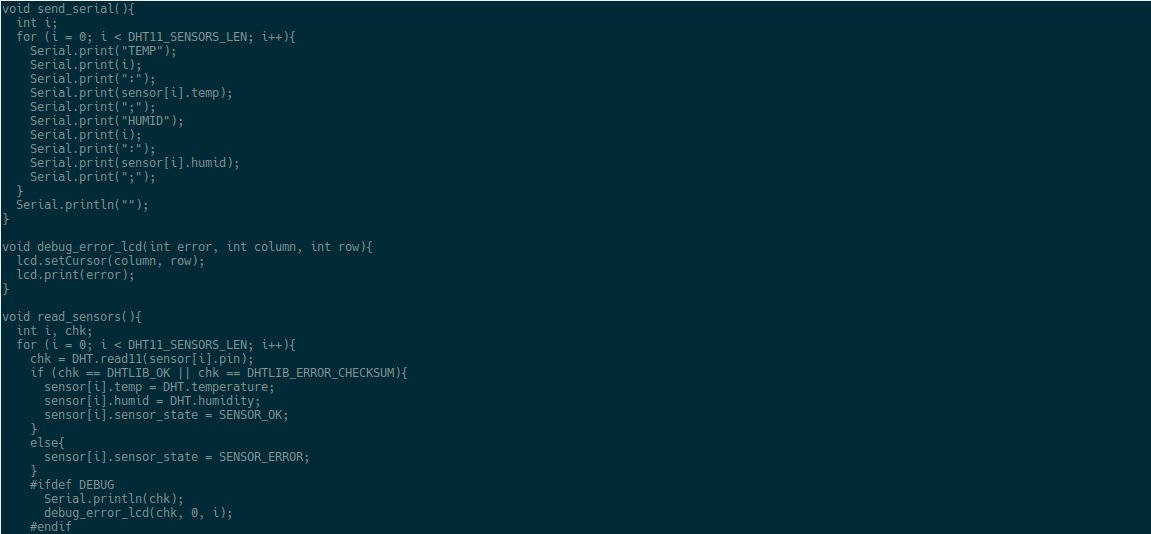 void send_serial(){
  int i;
  for (i = 0; i < DHT11_SENSORS_LEN; i++){
    Serial.print("TEMP");
    Serial.print(i);
    Serial.print(":");
    Serial.print(sensor[i].temp);
    Serial.print(";");
    Serial.print("HUMID");
    Serial.print(i);
    Serial.print(":");
    Serial.print(sensor[i].humid);
    Serial.print(";");
  }
  Serial.println("");
}

void debug_error_lcd(int error, int column, int row){
  lcd.setCursor(column, row);
  lcd.print(error);
}

void read_sensors(){
  int i, chk;
  for (i = 0; i < DHT11_SENSORS_LEN; i++){
    chk = DHT.read11(sensor[i].pin);
    if (chk == DHTLIB_OK || chk == DHTLIB_ERROR_CHECKSUM){
      sensor[i].temp = DHT.temperature;
      sensor[i].humid = DHT.humidity;
      sensor[i].sensor_state = SENSOR_OK;
    }
    else{
      sensor[i].sensor_state = SENSOR_ERROR;
    }
    #ifdef DEBUG
      Serial.println(chk);
      debug_error_lcd(chk, 0, i);
    #endif